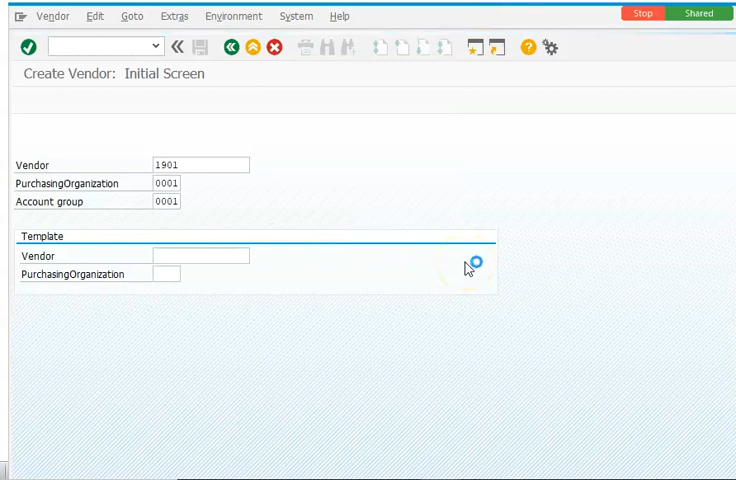 Vendor Edit Goto Extras Environment System Help Stop Shared
Create Vendor: Initial Screen
Vendor 1901
PurchasingOrganization 0001
Account group 0001
Template
Vendor
PurchasingOrganization